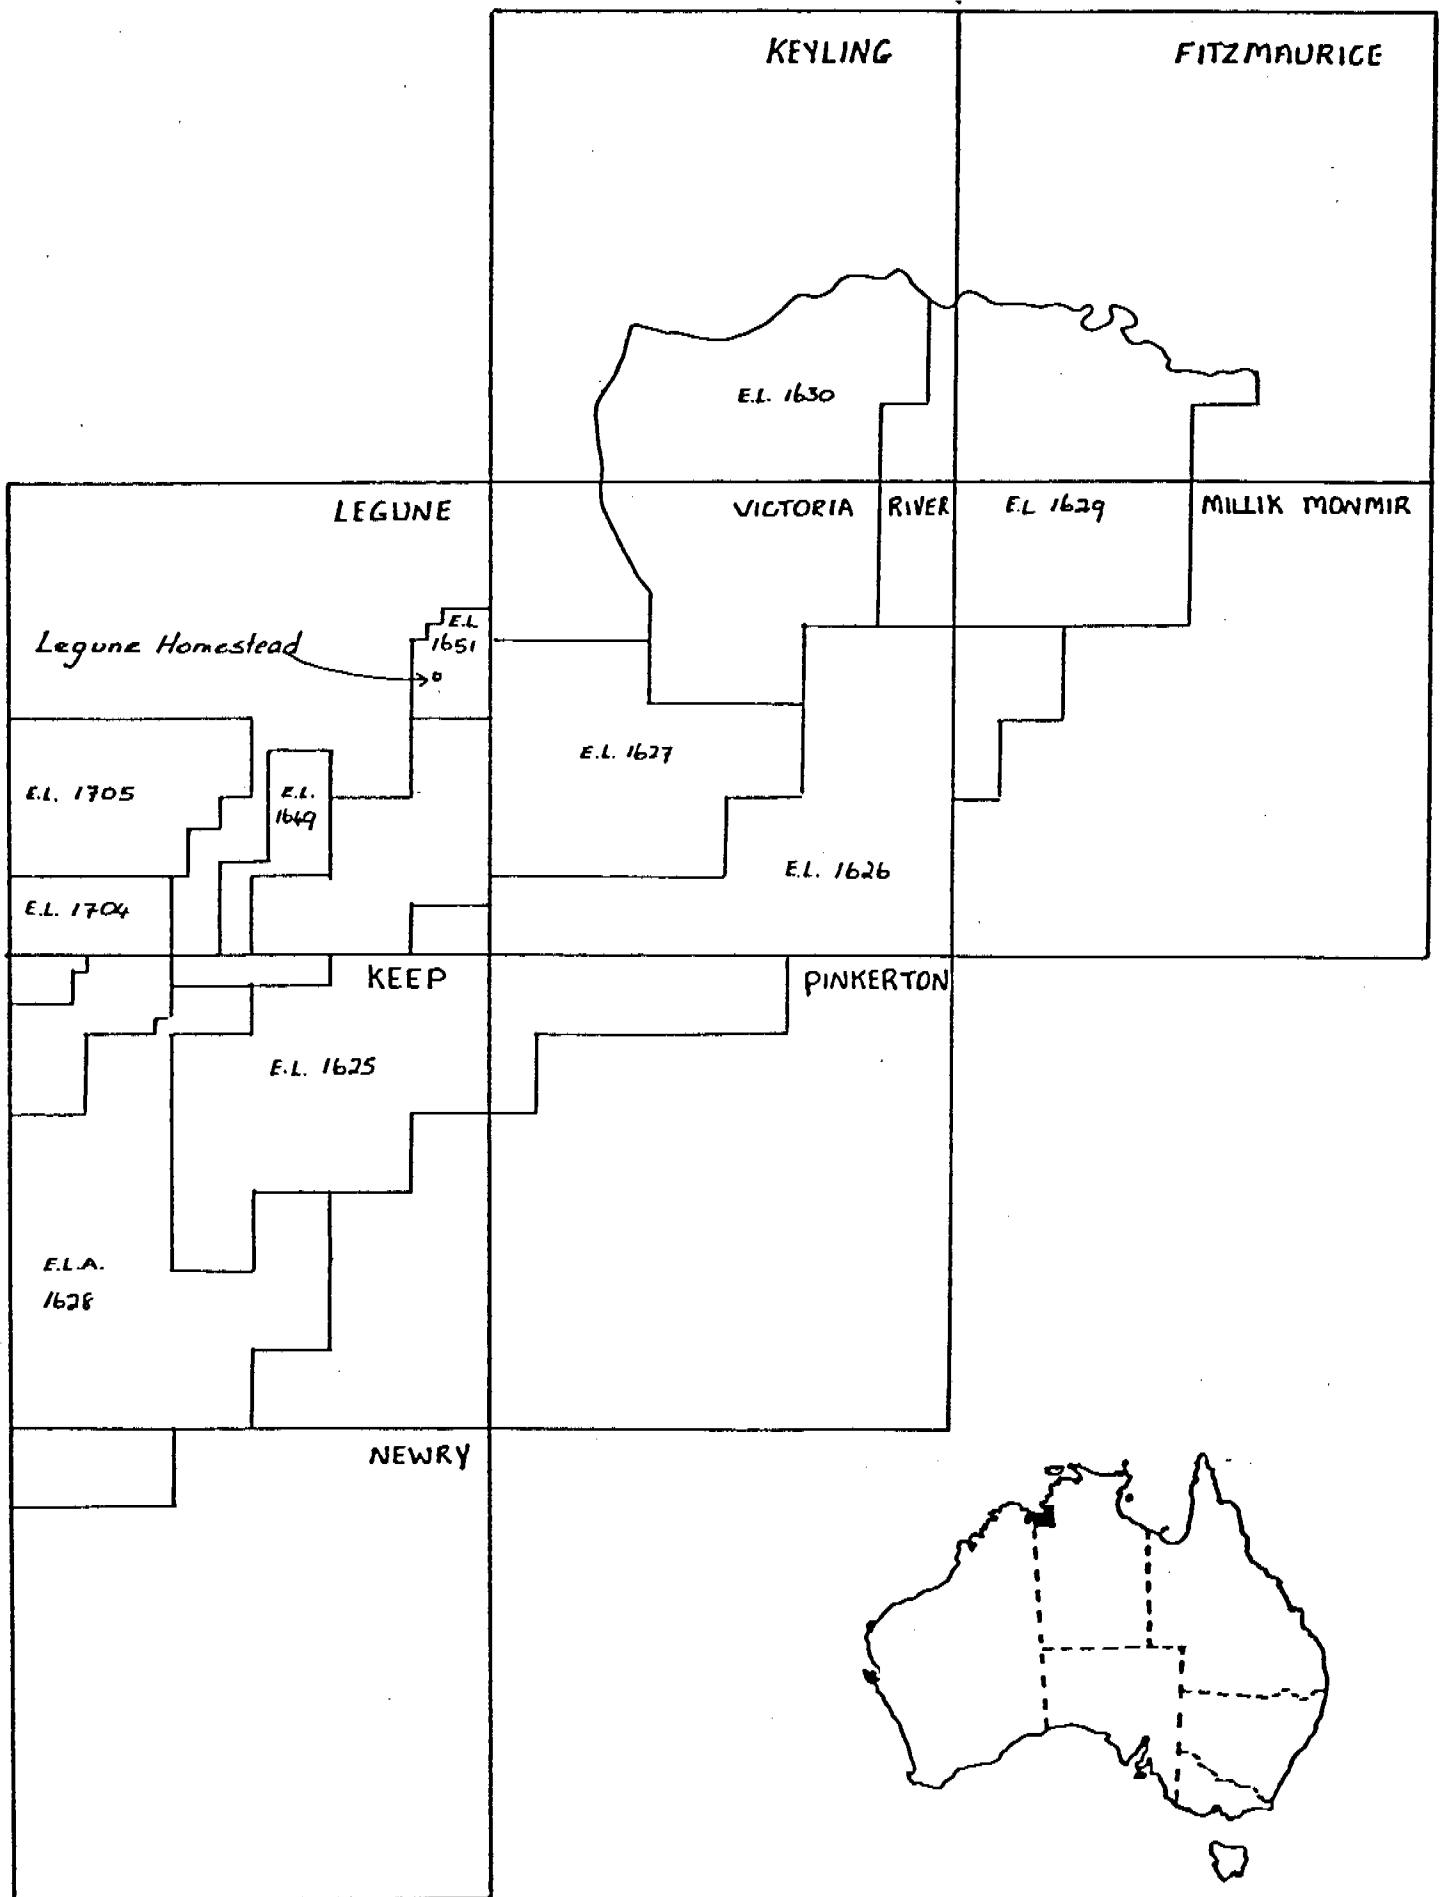 KEYLING
FITZMAURICE
E.L. 1630
LEGUNE
VICTORIA RIVER
E.L 1629
MILLIK MONMIR
E.L
1651
Legune Homestead
E.L. 1627
E.L. 1705
E.L.
1649
E.L. 1626
E.L. 1704
KEEP
PINKERTON
E.L. 1625
E.L.A.
1628
NEWRY